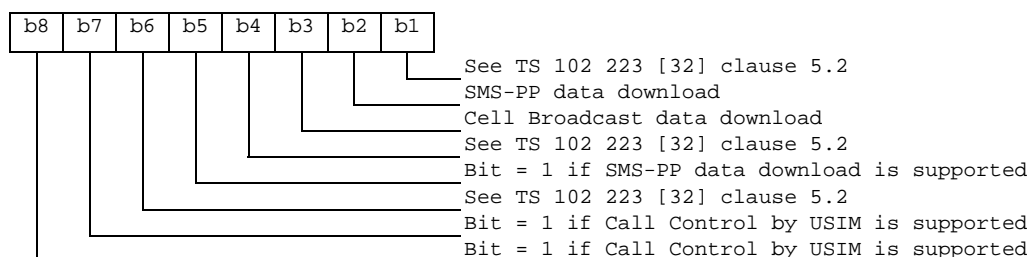 b8 b7 b6 b5 b4 b3 b2 b1
See TS 102 223 [32] clause 5.2
SMS-PP data download
Cell Broadcast data download
See TS 102 223 [32] clause 5.2
Bit = 1 if SMS-PP data download is supported
See TS 102 223 [32] clause 5.2
Bit = 1 if Call Control by USIM is supported
Bit = 1 if Call Control by USIM is supported